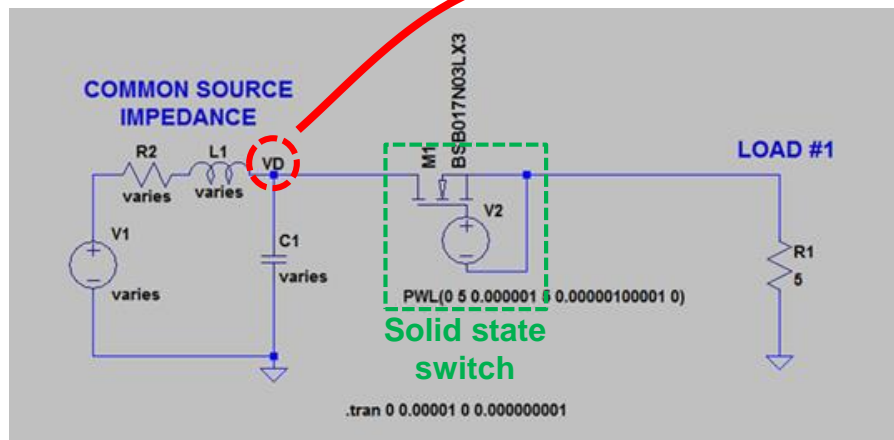 COMMON SOURCE
IMPEDANCE
R2
L1
VD
varies
varies
V1
varies
C1
varies
M1
BSB017N03LX3
V2
PWL(0 5 0.000001 5 0.00000100001 0)
Solid state
switch
LOAD #1
R1
5
.tran 0 0.00001 0 0.000000001